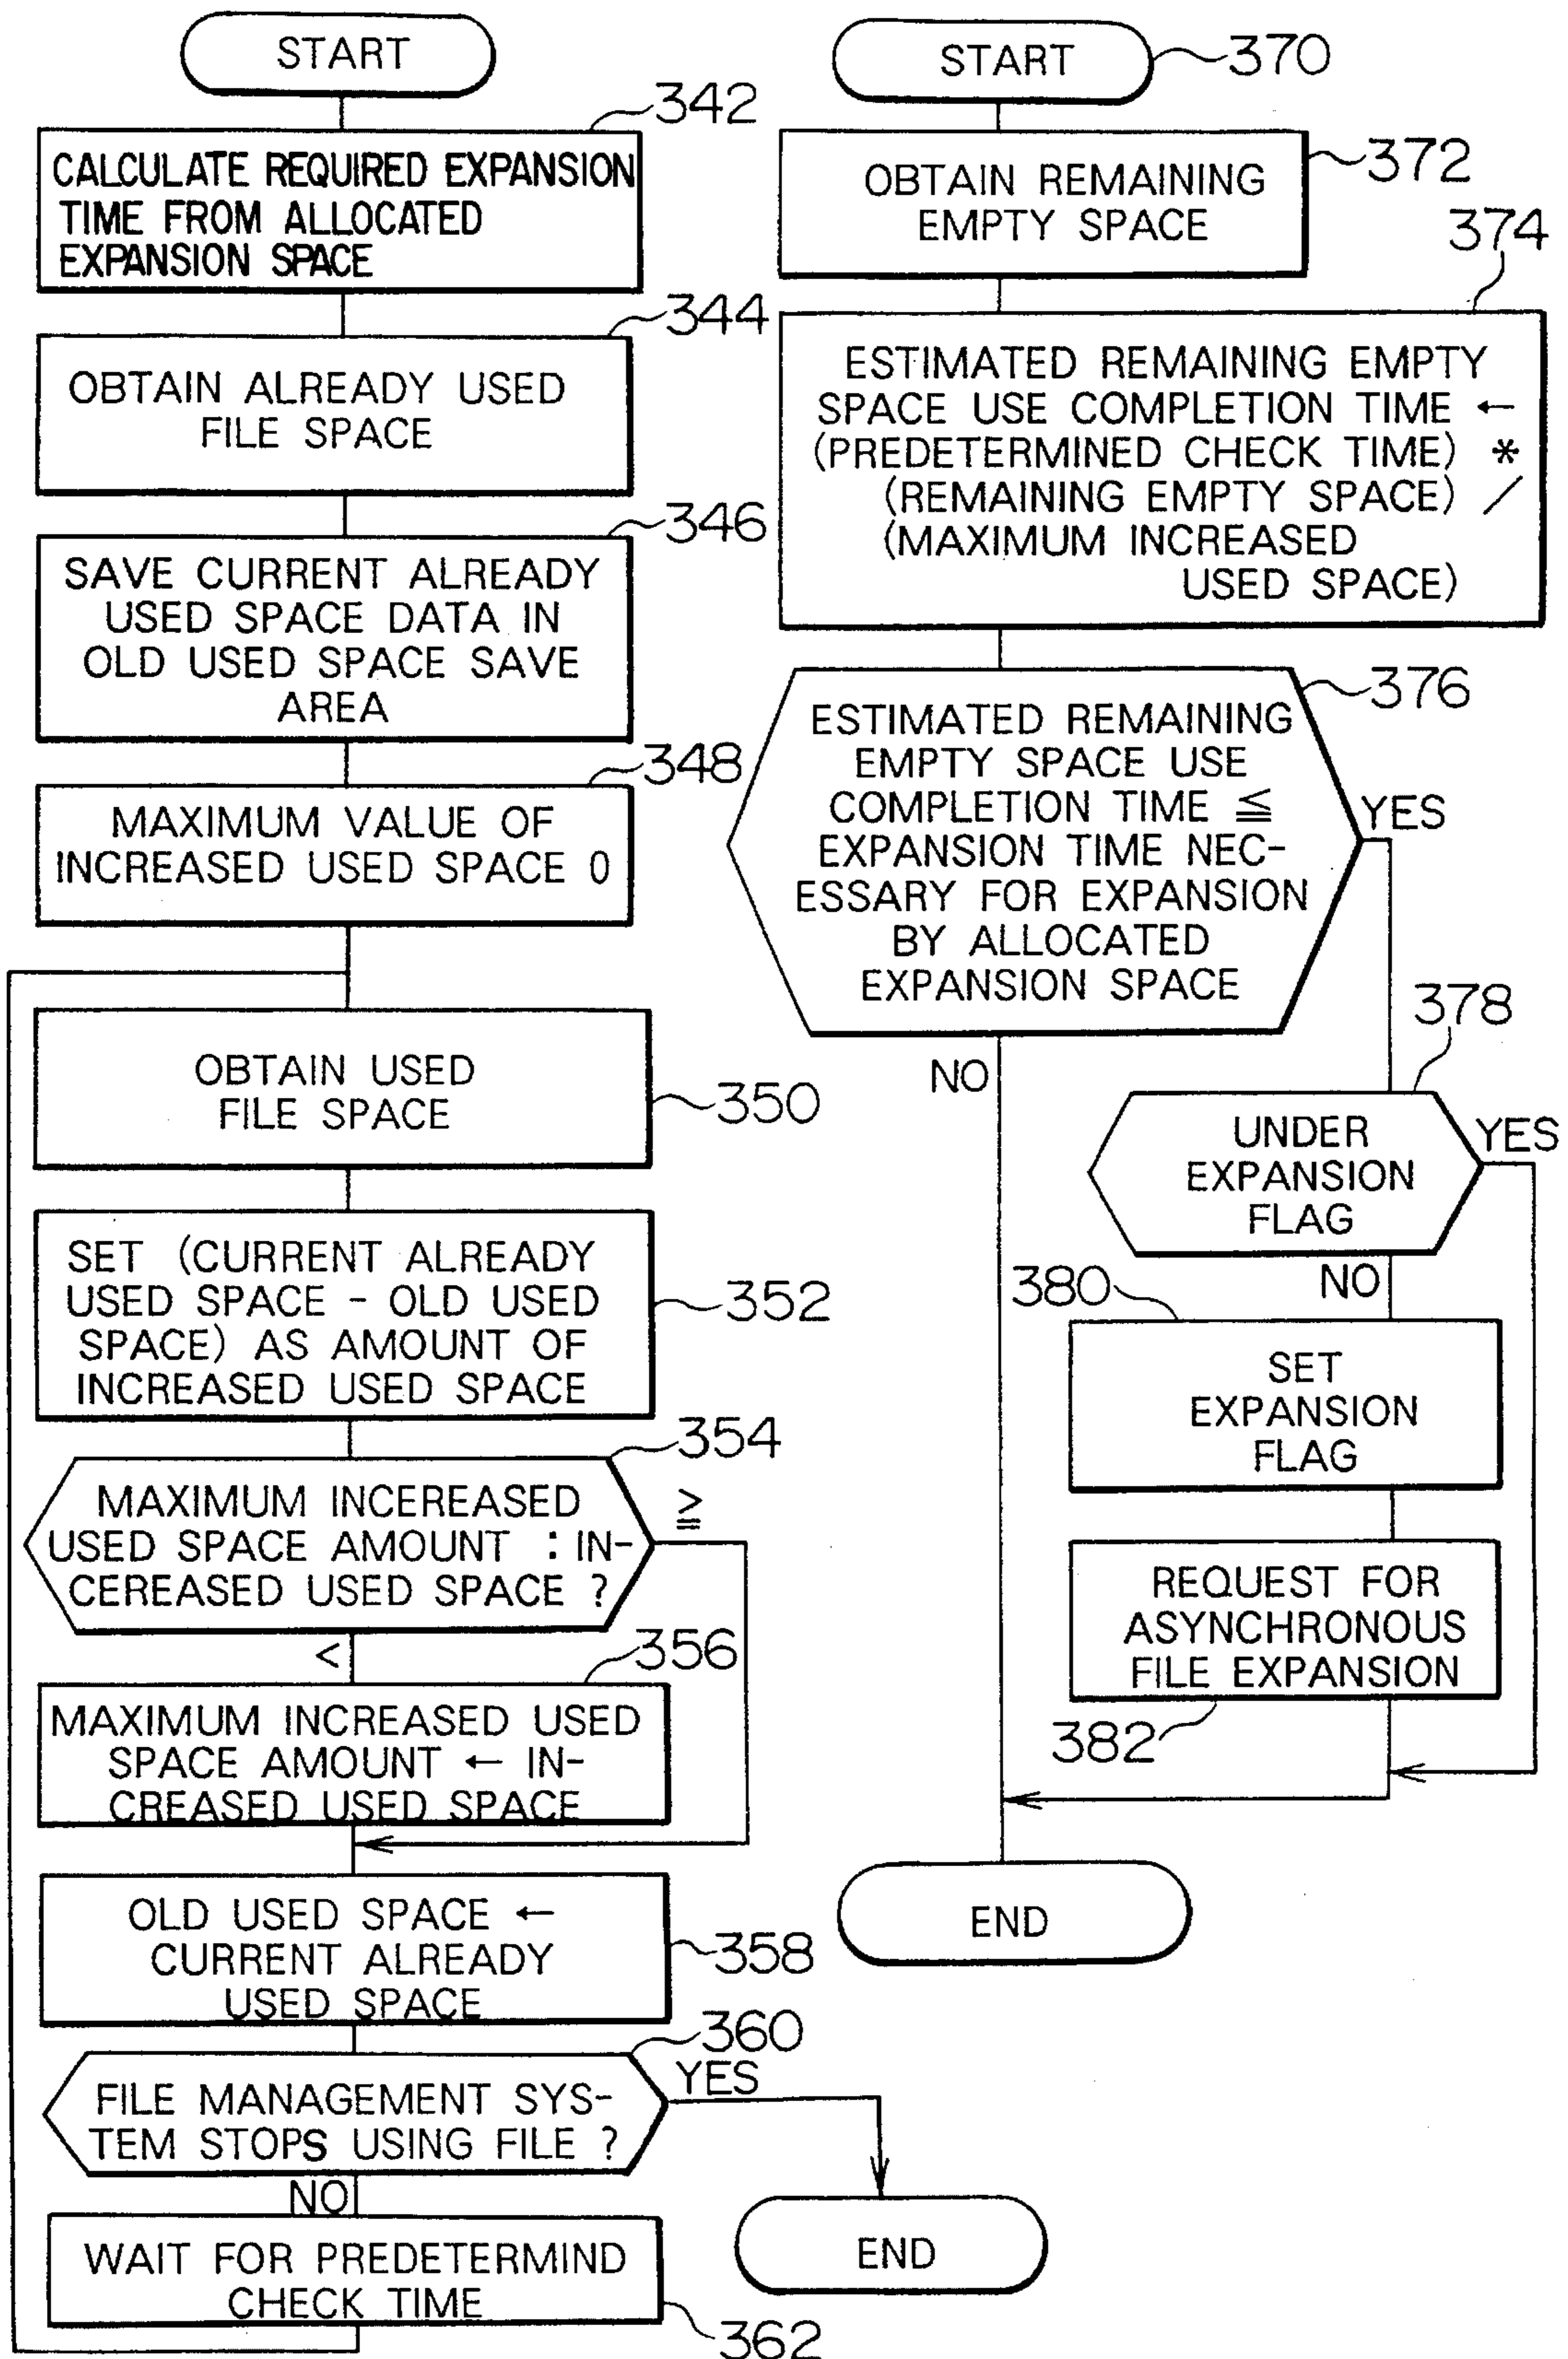 START
342
CALCULATE REQUIRED EXPANSION
TIME FROM ALLOCATED
EXPANSION SPACE
344
OBTAIN ALREADY USED
FILE SPACE
346
SAVE CURRENT ALREADY
USED SPACE DATA IN
OLD USED SPACE SAVE
AREA
348
MAXIMUM VALUE OF
INCREASED USED SPACE 0
OBTAIN USED
FILE SPACE
350
SET (CURRENT ALREADY
USED SPACE - OLD USED
SPACE) AS AMOUNT OF
INCREASED USED SPACE
352
354
MAXIMUM INCEREASED
USED SPACE AMOUNT : IN-
CEREASED USED SPACE ?
≧
<
356
MAXIMUM INCREASED USED
SPACE AMOUNT ← IN-
CREASED USED SPACE
OLD USED SPACE ←
CURRENT ALREADY
USED SPACE
358
360
FILE MANAGEMENT SYS-
TEM STOPS USING FILE ?
YES
NO
WAIT FOR PREDETERMIND
CHECK TIME
362
END
START
370
OBTAIN REMAINING
EMPTY SPACE
372
374
ESTIMATED REMAINING EMPTY
SPACE USE COMPLETION TIME ←
(PREDETERMINED CHECK TIME) *
(REMAINING EMPTY SPACE) /
(MAXIMUM INCREASED
USED SPACE)
376
ESTIMATED REMAINING
EMPTY SPACE USE
COMPLETION TIME ≦
EXPANSION TIME NEC-
ESSARY FOR EXPANSION
BY ALLOCATED
EXPANSION SPACE
YES
NO
378
UNDER
EXPANSION
FLAG
YES
NO
380
SET
EXPANSION
FLAG
REQUEST FOR
ASYNCHRONOUS
FILE EXPANSION
382
END